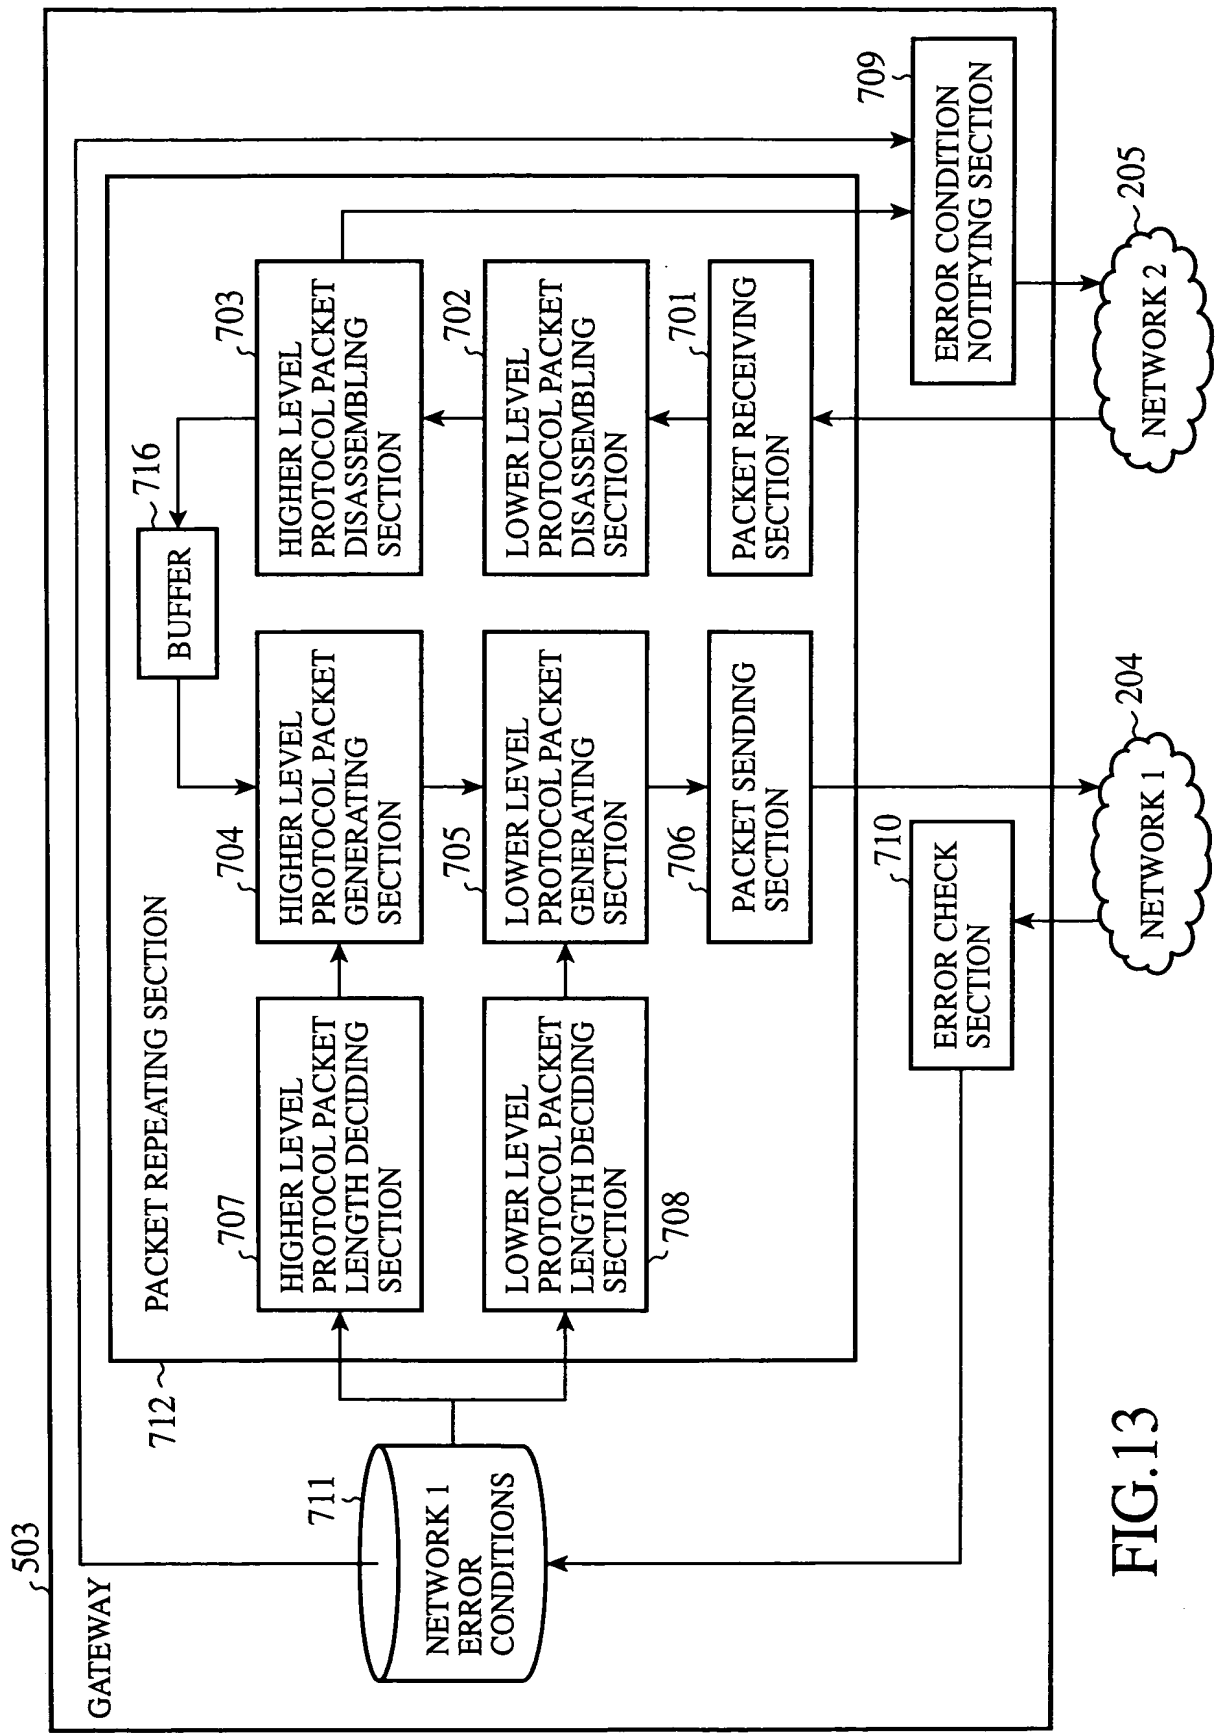 503
GATEWAY
712
PACKET REPEATING SECTION
716
BUFFER
711
NETWORK 1
ERROR
CONDITIONS
707
HIGHER LEVEL
PROTOCOL PACKET
LENGTH DECIDING
SECTION
704
HIGHER LEVEL
PROTOCOL PACKET
GENERATING
SECTION
703
HIGHER LEVEL
PROTOCOL PACKET
DISASSEMBLING
SECTION
708
LOWER LEVEL
PROTOCOL PACKET
LENGTH DECIDING
SECTION
705
LOWER LEVEL
PROTOCOL PACKET
GENERATING
SECTION
702
LOWER LEVEL
PROTOCOL PACKET
DISASSEMBLING
SECTION
706
PACKET SENDING
SECTION
701
PACKET RECEIVING
SECTION
710
ERROR CHECK
SECTION
709
ERROR CONDITION
NOTIFYING SECTION
NETWORK 1
204
NETWORK 2
205
FIG.13